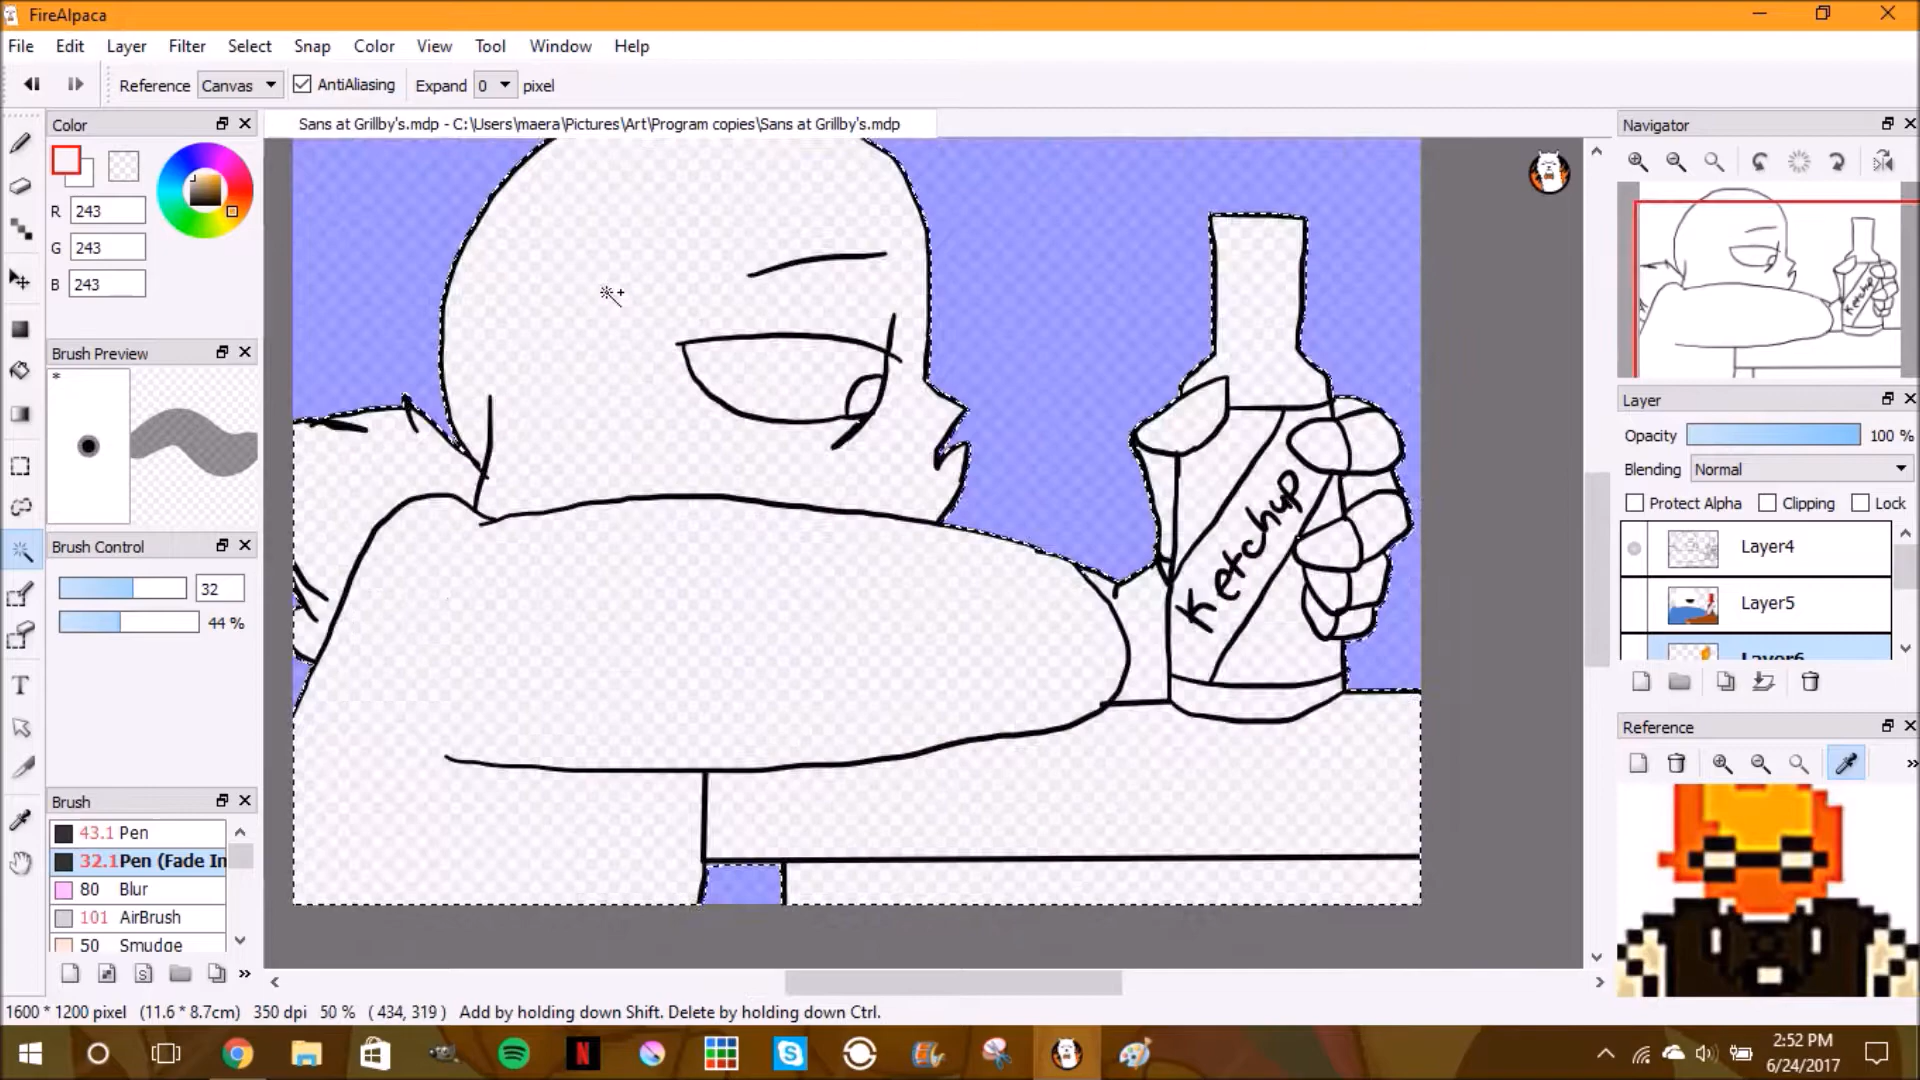 FireAlpaca
File Edit Layer Filter Select Snap Color View Tool Window Help
Reference Canvas AntiAliasing Expand 0 pixel
Color
Sans at Grillby's.mdp - C:\Users\maera\Pictures\Art\Program copies\Sans at Grillby's.mdp
Navigator
R 243
G 243
B 243
Brush Preview
*
Layer
Opacity 100 %
Blending Normal
Protect Alpha Clipping Lock
Layer4
Layer5
Layer6
Brush Control
32
44 %
Ketchup
Ketchup
Reference
Brush
43.1 Pen
32.1 Pen (Fade In
80 Blur
101 AirBrush
50 Smudge
1600 * 1200 pixel (11.6 * 8.7cm) 350 dpi 50 % ( 434, 319 ) Add by holding down Shift. Delete by holding down Ctrl.
2:52 PM
6/24/2017